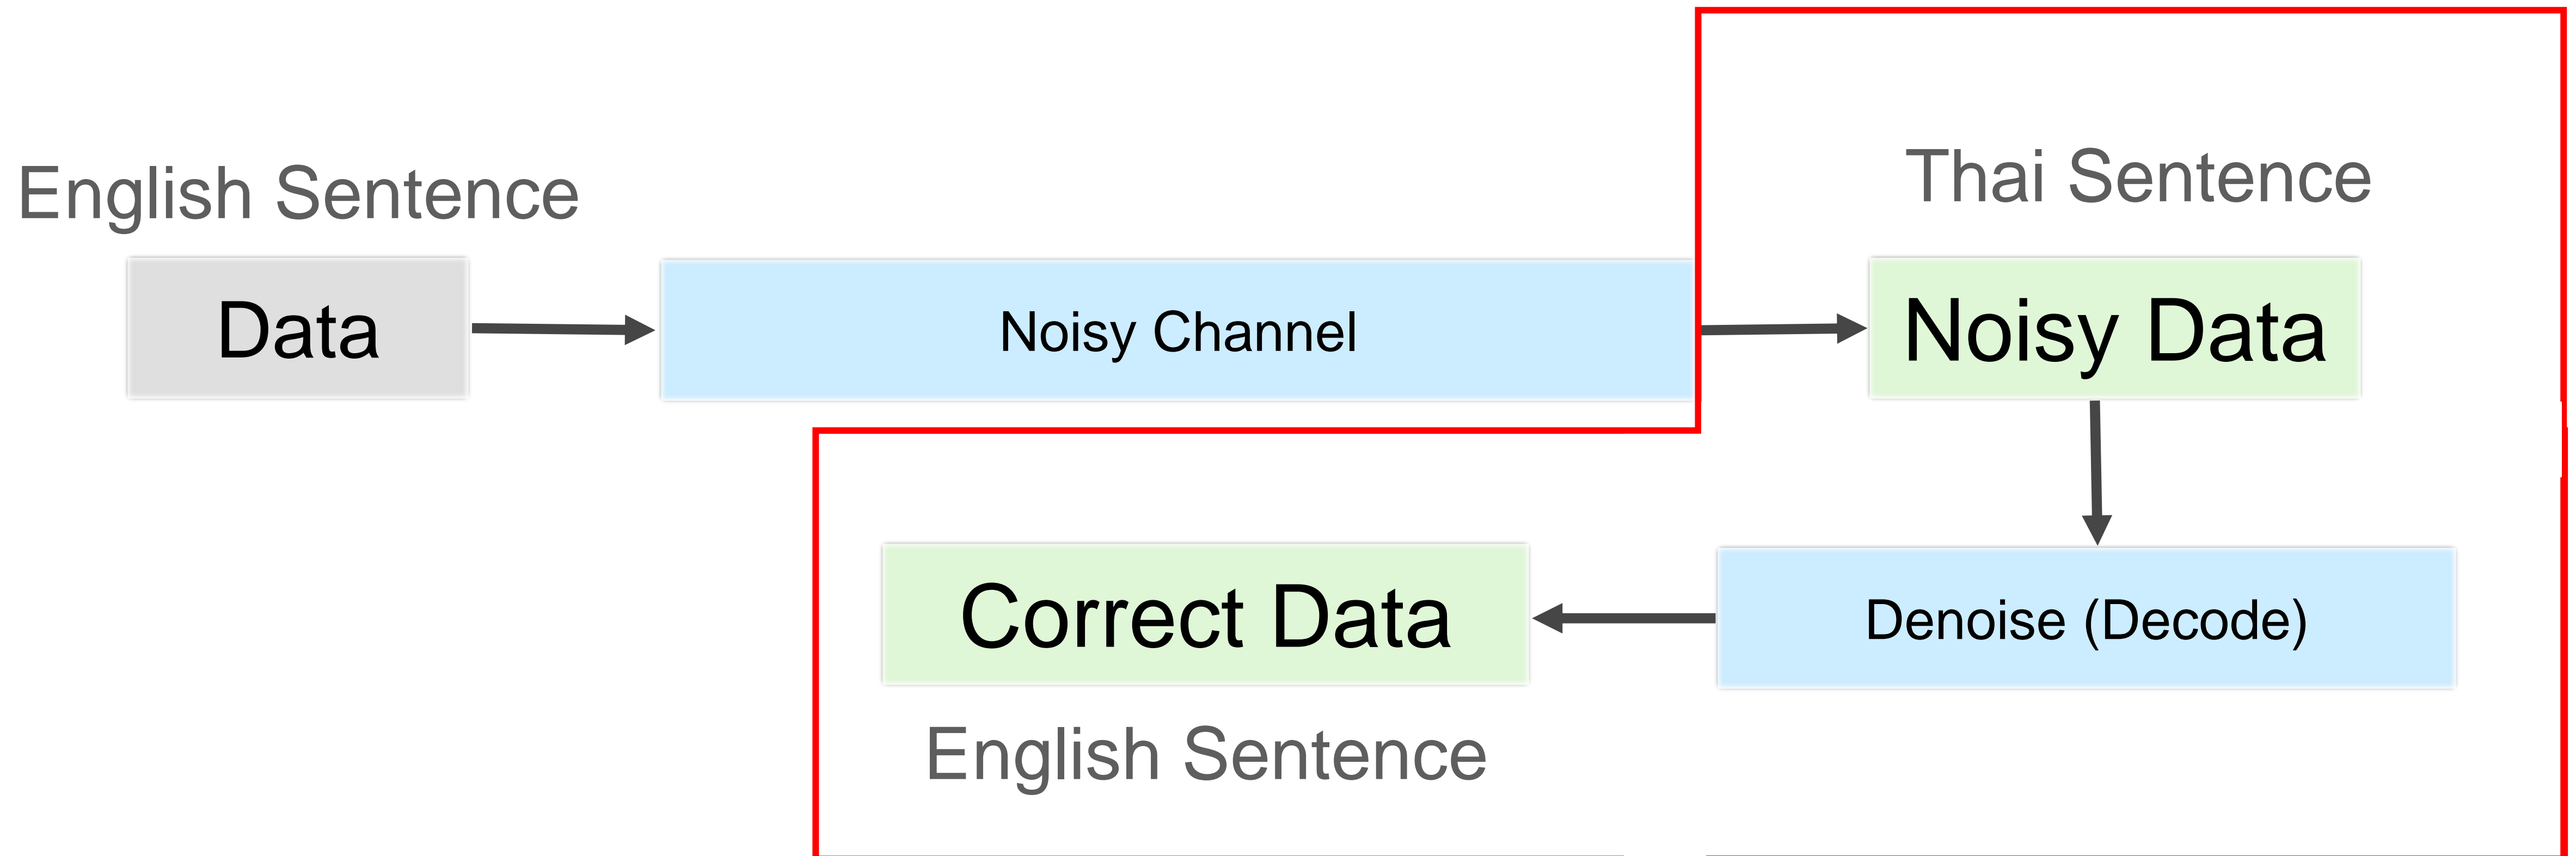 English Sentence
Thai Sentence
Data
Noisy Channel
Noisy Data
Correct Data
Denoise (Decode)
English Sentence